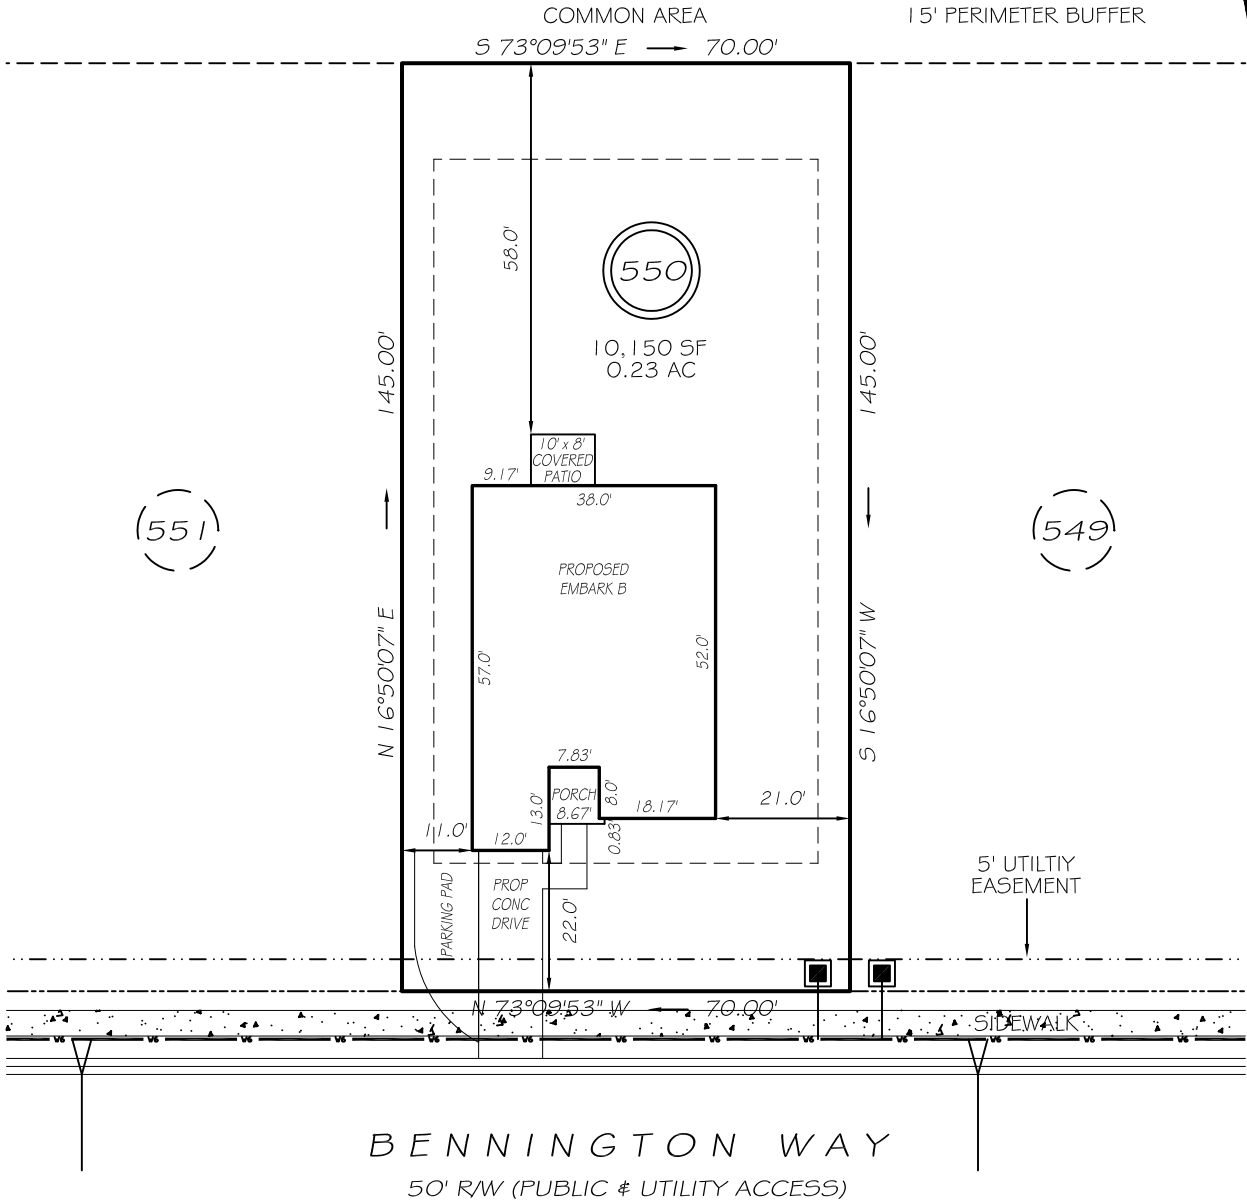 COMMON AREA
15' PERIMETER BUFFER
S 73°09'53" E
70.00'
58.0'
550
10,150 SF
0.23 AC
145.00'
145.00'
10' x 8'
COVERED
PATIO
9.17'
38.0'
551
549
PROPOSED
EMBARK B
N 16°50'07" E
S 16°50'07" W
57.0'
52.0'
7.83'
PORCH
8.67'
13.0'
8.0'
18.17'
0.83'
21.0'
11.0'
12.0'
PARKING PAD
PROP
CONC
DRIVE
22.0'
5' UTILTIY
EASEMENT
N 73°09'53" W
70.00'
SIDEWALK
BENNINGTON WAY
50' R/W (PUBLIC & UTILITY ACCESS)